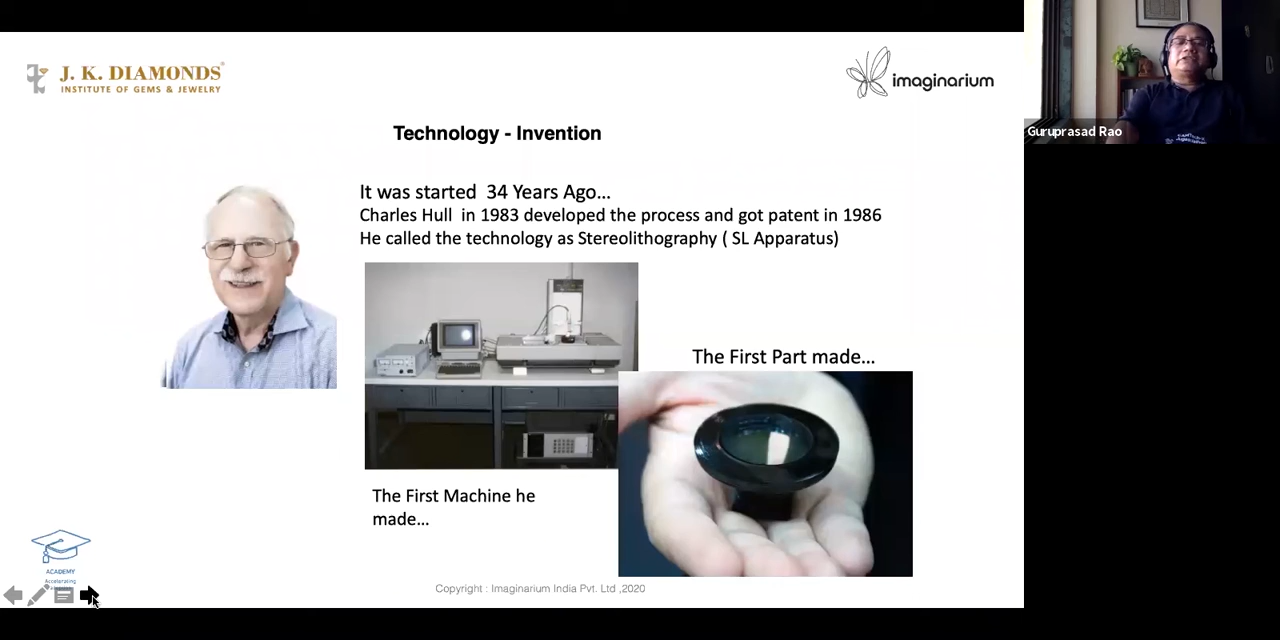 J. K. DIAMONDS®
INSTITUTE OF GEMS & JEWELRY
imaginarium
Guruprasad Rao
Technology - Invention
It was started 34 Years Ago...
Charles Hull in 1983 developed the process and got patent in 1986
He called the technology as Stereolithography ( SL Apparatus)
The First Part made...
The First Machine he
made...
ACADEMY
Accelerating
Copyright : Imaginarium India Pvt. Ltd ,2020